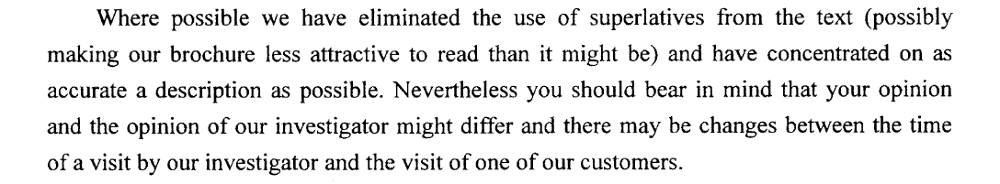 Where possible we have eliminated the use of superlatives from the text (possibly
making our brochure less attractive to read than it might be) and have concentrated on as
accurate a description as possible. Nevertheless you should bear in mind that your opinion
and the opinion of our investigator might differ and there may be changes between the time
of a visit by our investigator and the visit of one of our customers.